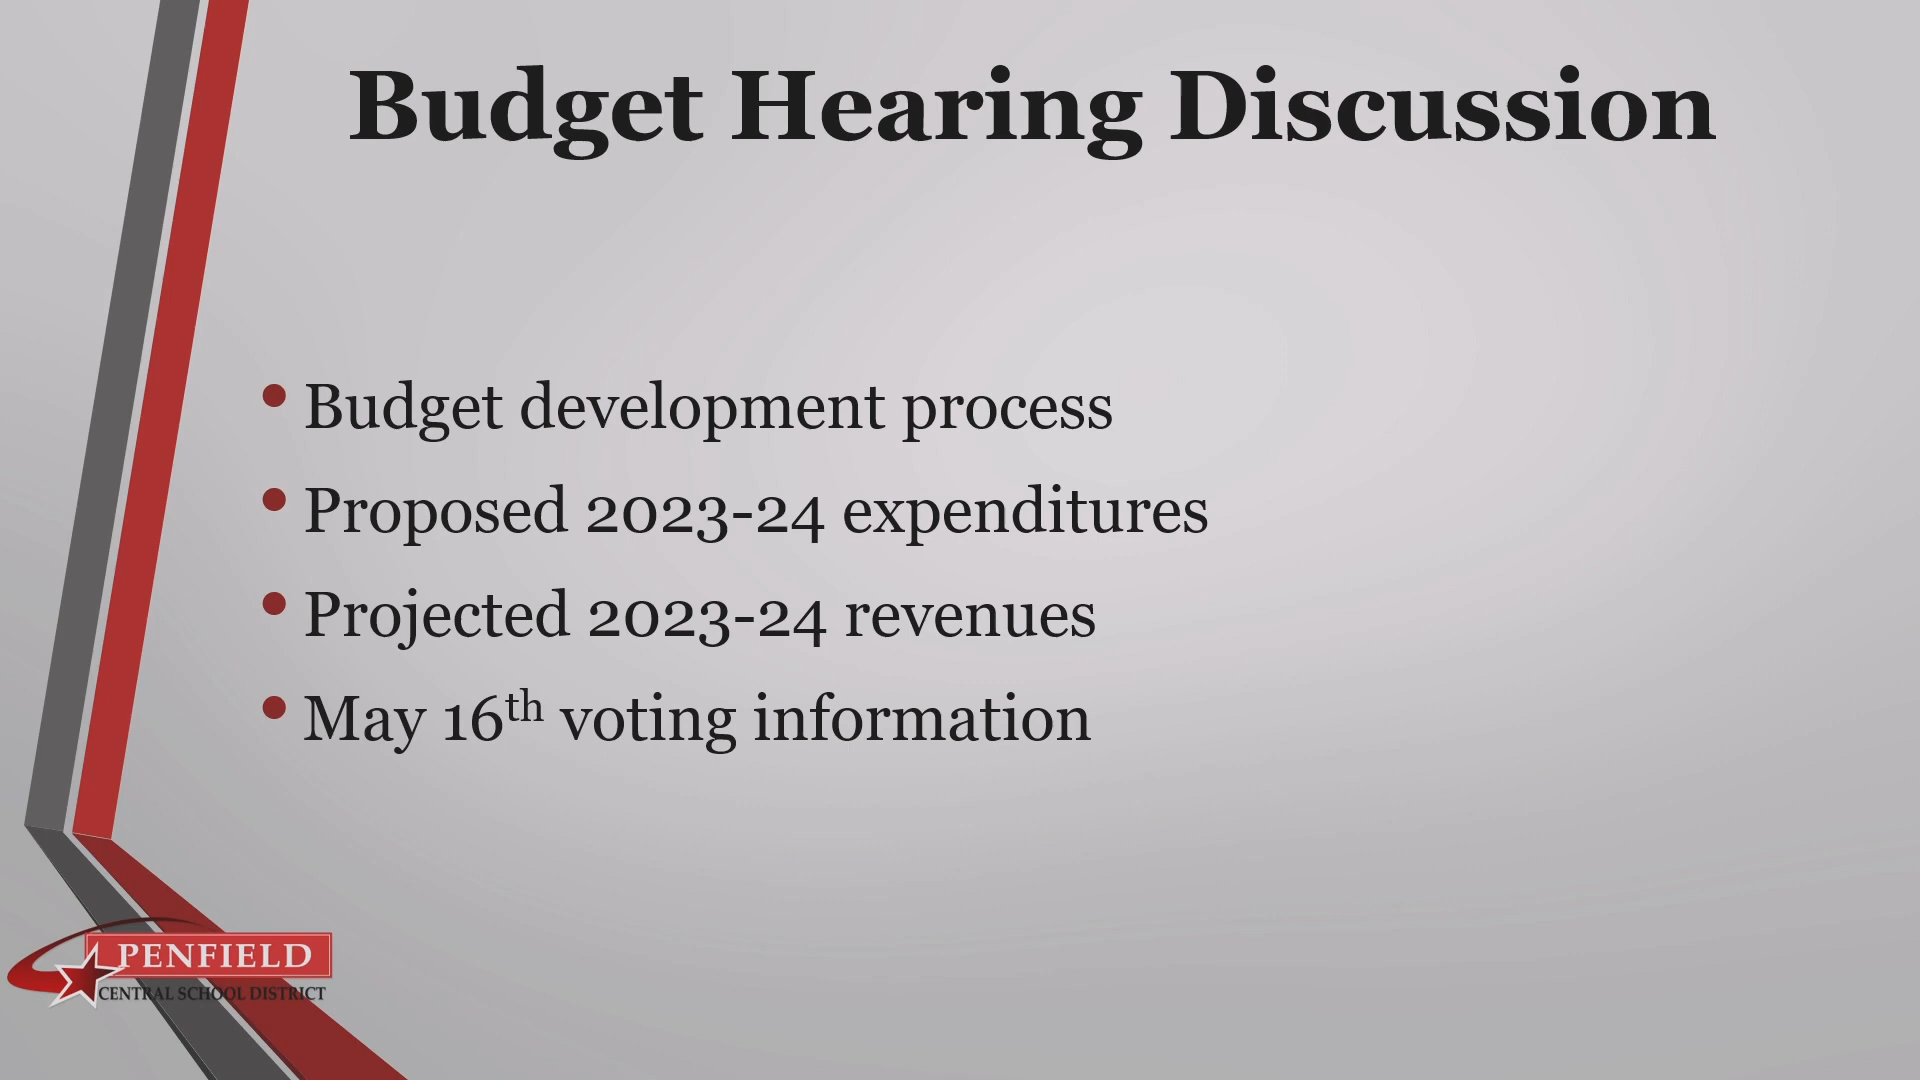 Budget Hearing Discussion
• Budget development process
• Proposed 2023-24 expenditures
• Projected 2023-24 revenues
• May 16th voting information
PENFIELD
CENTRAL SCHOOL DISTRICT